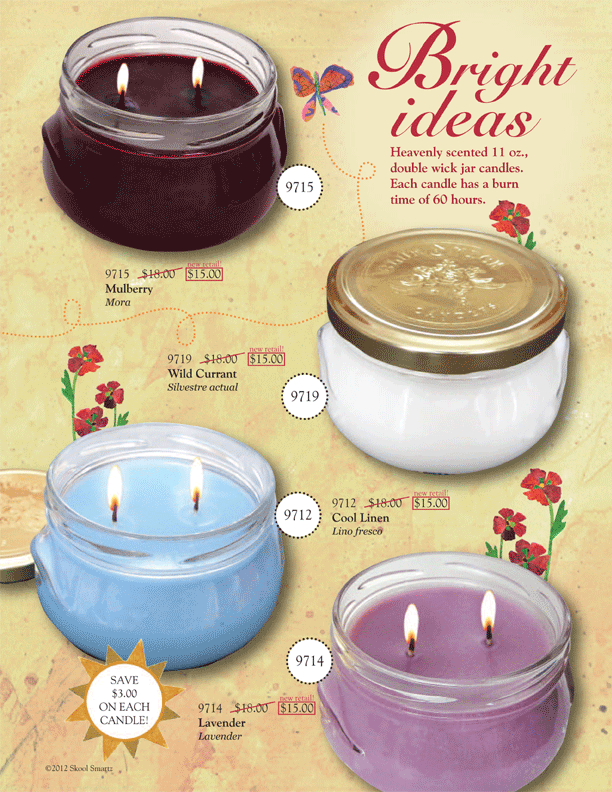 Bright
ideas
Heavenly scented 11 oz.,
double wick jar candles.
Each candle has a burn
time of 60 hours.
9715
new retail!
9715 $18.00 $15.00
Mulberry
Mora
new retail!
9719 $18.00 $15.00
Wild Currant
Silvestre actual
9719
9712
new retail!
9712 $18.00 $15.00
Cool Linen
Lino fresco
9714
new retail!
9714 $18.00 $15.00
Lavender
Lavender
SAVE
$3.00
ON EACH
CANDLE!
©2012 Skool Smartz